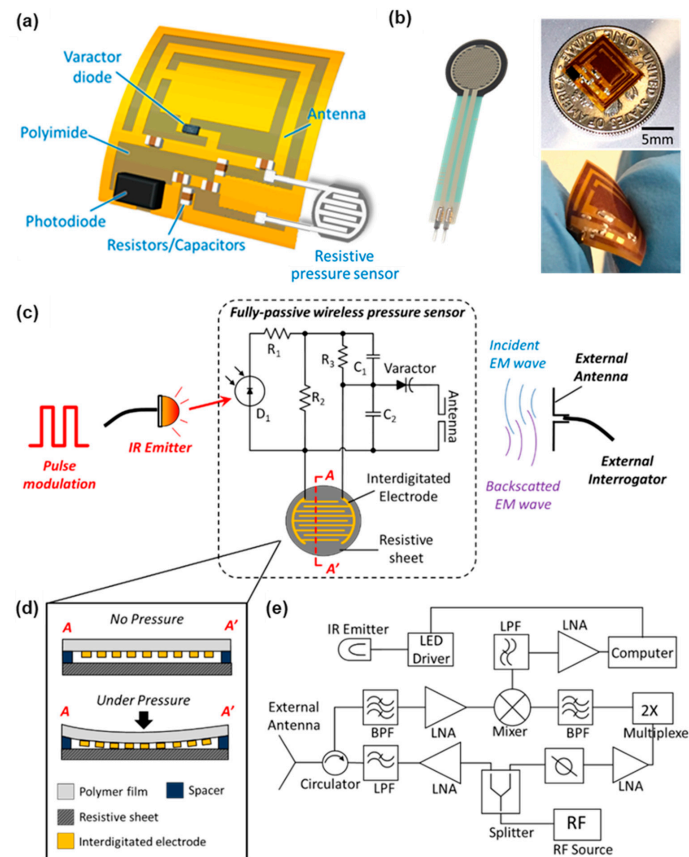 (a)
Varactor
diode
Antenna
Polyimide
Photodiode
Resistors/Capacitors
Resistive
pressure sensor
(b)
5mm
(c)
Fully-passive wireless pressure sensor
R1
R3
C1
Varactor
R2
C2
D1
Antenna
Pulse
modulation
IR Emitter
A
Interdigitated
Electrode
Resistive
sheet
A'
Incident
EM wave
External
Antenna
Backscatted
EM wave
External
Interrogator
(d)
No Pressure
A
A'
Under Pressure
A
A'
Polymer film
Spacer
Resistive sheet
Interdigitated electrode
(e)
IR Emitter
LED
Driver
LPF
LNA
Computer
External
Antenna
BPF
LNA
Mixer
BPF
2X
Multiplexe
Circulator
LPF
LNA
Splitter
LNA
RF
RF Source